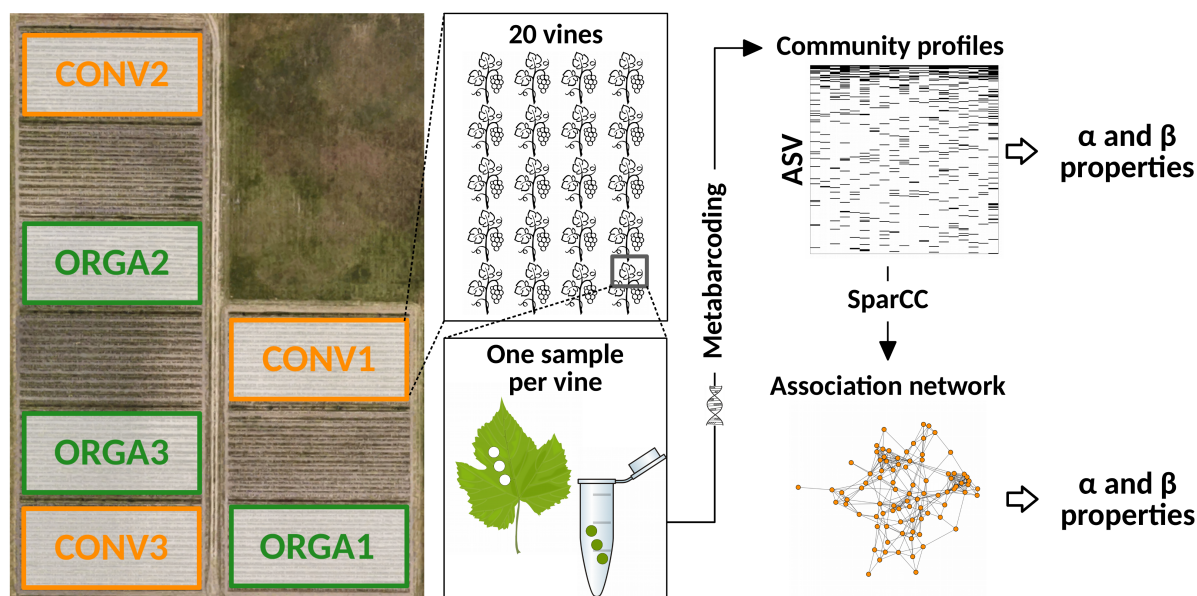 CONV2
ORGA2
ORGA3
CONV3
CONV1
ORGA1
20 vines
One sample
per vine
Metabarcoding
Community profiles
ASV
α and β
properties
SparCC
Association network
α and β
properties